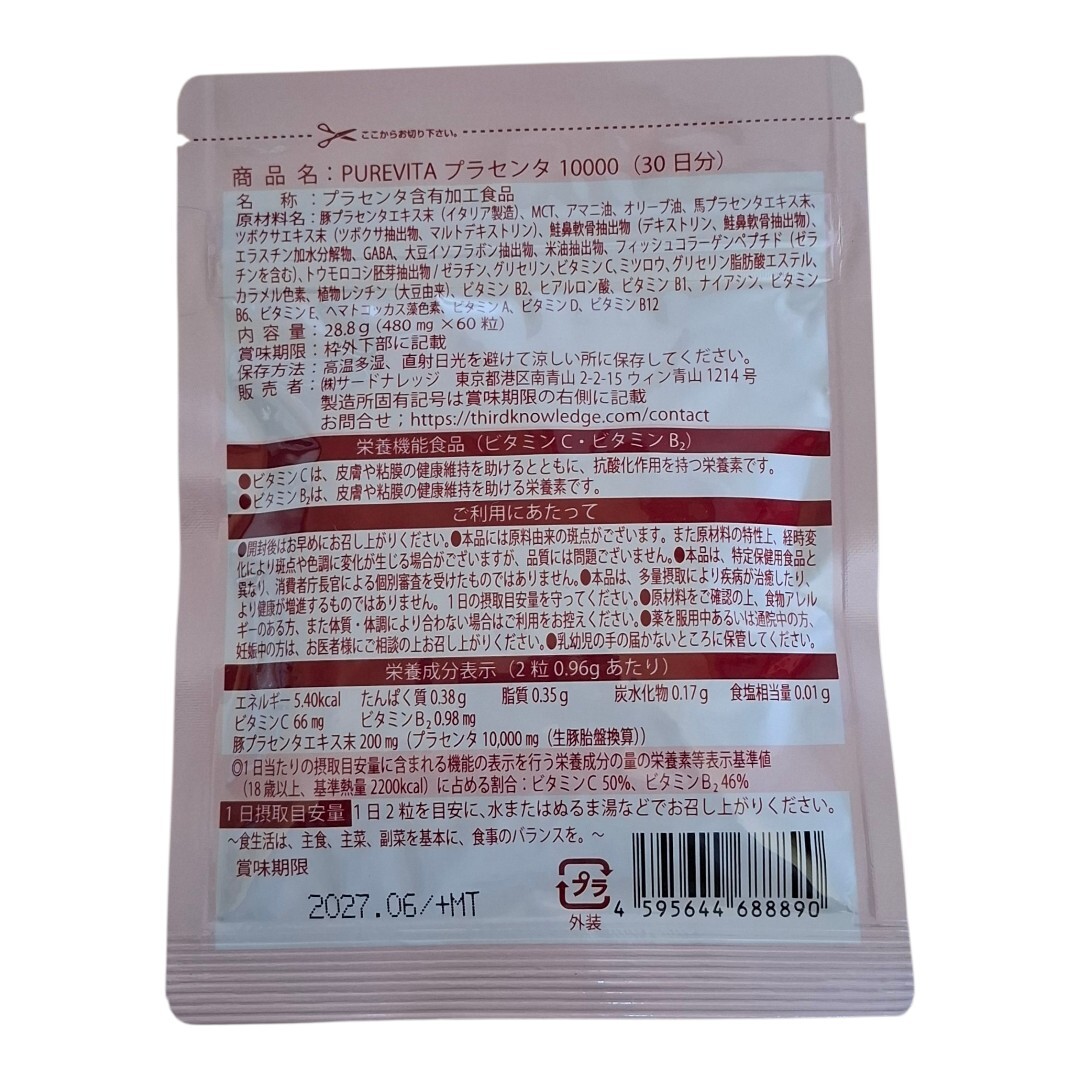 ここからお切り下さい。
商品名：PUREVITA プラセンタ 10000（30日分）
名称：プラセンタ含有加工食品
原材料名：豚プラセンタエキス末（イタリア製造）、MCT、アマニ油、オリーブ油、馬プラセンタエキス末、
ツボクサエキス末（ツボクサ抽出物、マルトデキストリン）、鮭鼻軟骨抽出物（デキストリン、鮭鼻軟骨抽出物）、
エラスチン加水分解物、GABA、大豆イソフラボン抽出物、米油抽出物、フィッシュコラーゲンペプチド（ゼラ
チンを含む）、トウモロコシ胚芽抽出物/ゼラチン、グリセリン、ビタミンC、ミツロウ、グリセリン脂肪酸エステル、
カラメル色素、植物レシチン（大豆由来）、ビタミン B2、ヒアルロン酸、ビタミン B1、ナイアシン、ビタミン
B6、ビタミン E、ヘマトコッカス藻色素、ビタミン A、ビタミン D、ビタミン B12
内容量：28.8g（480mg×60粒）
賞味期限：枠外下部に記載
保存方法：高温多湿、直射日光を避けて涼しい所に保存してください。
販売者：㈱サードナレッジ 東京都港区南青山 2-2-15 ウィン青山 1214号
製造所固有記号は賞味期限の右側に記載
お問合せ；https://thirdknowledge.com/contact
栄養機能食品（ビタミンC・ビタミンB₂）
●ビタミンCは、皮膚や粘膜の健康維持を助けるとともに、抗酸化作用を持つ栄養素です。
●ビタミンB₂は、皮膚や粘膜の健康維持を助ける栄養素です。
ご利用にあたって
●開封後はお早めにお召し上がりください。●本品には原料由来の斑点がございます。また原材料の特性上、経時変
化により斑点や色調に変化が生じる場合がございますが、品質には問題ございません。●本品は、特定保健用食品と
異なり、消費者庁長官による個別審査を受けたものではありません。●本品は、多量摂取により疾病が治癒したり、
より健康が増進するものではありません。1日の摂取目安量を守ってください。●原材料をご確認の上、食物アレル
ギーのある方、また体質・体調により合わない場合はご利用をお控えください。●薬を服用中あるいは通院中の方、
妊娠中の方は、お医者様にご相談の上お召し上がりください。●乳幼児の手の届かないところに保管してください。
栄養成分表示（2粒0.96gあたり）
エネルギー5.40kcal たんぱく質0.38g 脂質0.35g 炭水化物0.17g 食塩相当量0.01g
ビタミンC 66mg ビタミンB₂0.98mg
豚プラセンタエキス末200mg（プラセンタ10,000mg（生豚胎盤換算））
◎1日当たりの摂取目安量に含まれる機能の表示を行う栄養成分の量の栄養素等表示基準値
（18歳以上、基準熱量2200kcal）に占める割合：ビタミンC 50%、ビタミンB₂46%
1日摂取目安量 1日2粒を目安に、水またはぬるま湯などでお召し上がりください。
～食生活は、主食、主菜、副菜を基本に、食事のバランスを。～
賞味期限
2027.06/+MT
プラ
外装
4 595644 688890